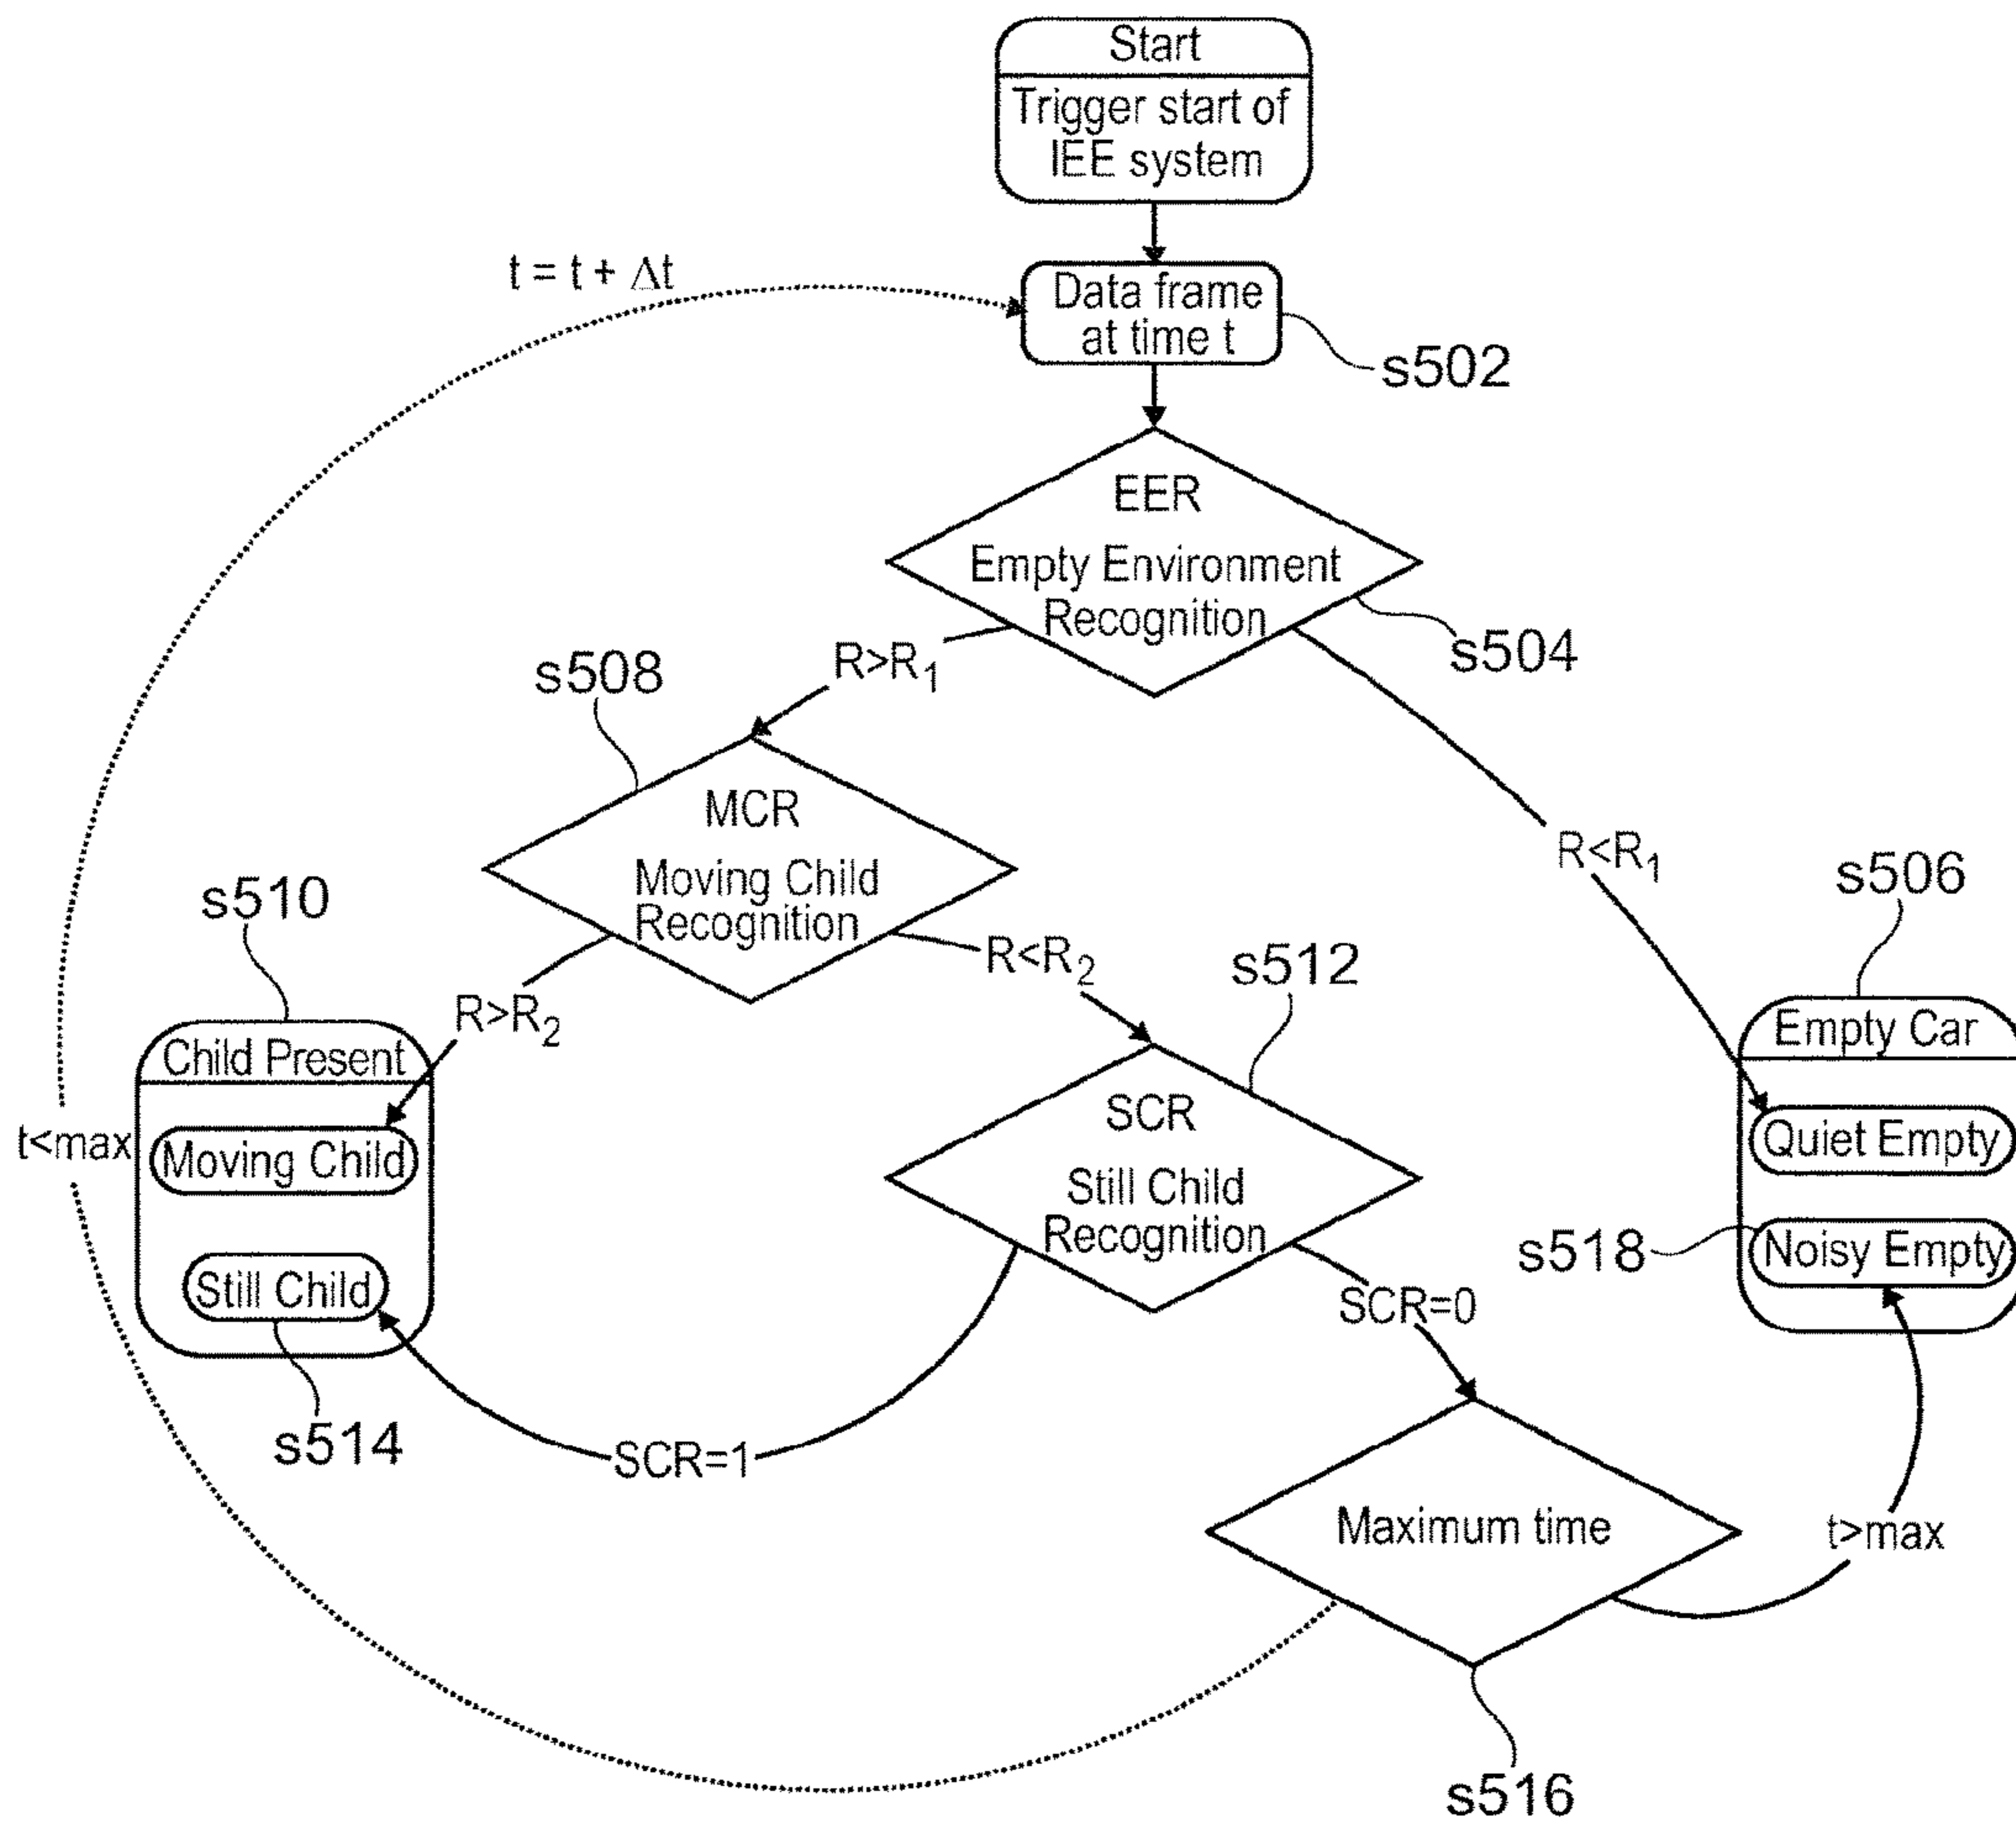 Start
Trigger start of
IEE system
t = t + Δt
Data frame
at time t
s502
EER
Empty Environment
Recognition
s504
R>R₁
s508
MCR
Moving Child
Recognition
R<R₁
s506
s510
R<R₂
s512
R>R₂
Child Present
Empty Car
t<max
Moving Child
SCR
Still Child
Recognition
Quiet Empty
s518
Noisy Empty
Still Child
SCR=0
s514
SCR=1
Maximum time
t>max
s516